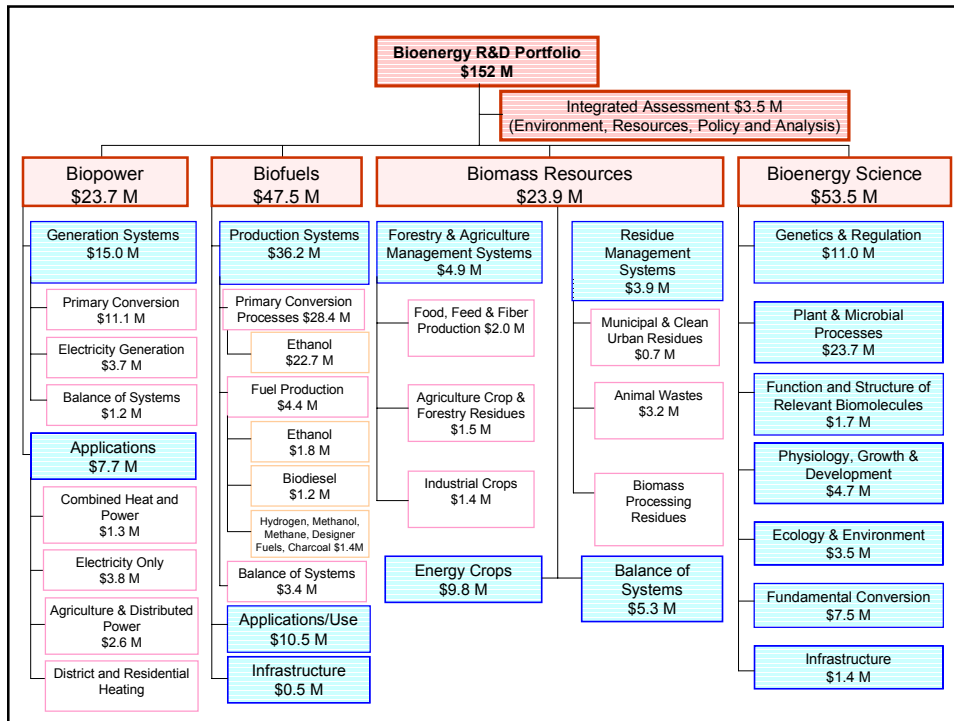 Bioenergy R&D Portfolio
$152 M
Integrated Assessment $3.5 M
(Environment, Resources, Policy and Analysis)
Biopower
$23.7 M
Generation Systems
$15.0 M
Primary Conversion
$11.1 M
Electricity Generation
$3.7 M
Balance of Systems
$1.2 M
Applications
$7.7 M
Combined Heat and
Power
$1.3 M
Electricity Only
$3.8 M
Agriculture & Distributed
Power
$2.6 M
District and Residential
Heating
Biofuels
$47.5 M
Production Systems
$36.2 M
Primary Conversion
Processes $28.4 M
Ethanol
$22.7 M
Fuel Production
$4.4 M
Ethanol
$1.8 M
Biodiesel
$1.2 M
Hydrogen, Methanol,
Methane, Designer
Fuels, Charcoal $1.4M
Balance of Systems
$3.4 M
Applications/Use
$10.5 M
Infrastructure
$0.5 M
Biomass Resources
$23.9 M
Forestry & Agriculture
Management Systems
$4.9 M
Food, Feed & Fiber
Production $2.0 M
Agriculture Crop &
Forestry Residues
$1.5 M
Industrial Crops
$1.4 M
Energy Crops
$9.8 M
Residue
Management
Systems
$3.9 M
Municipal & Clean
Urban Residues
$0.7 M
Animal Wastes
$3.2 M
Biomass
Processing
Residues
Balance of
Systems
$5.3 M
Bioenergy Science
$53.5 M
Genetics & Regulation
$11.0 M
Plant & Microbial
Processes
$23.7 M
Function and Structure of
Relevant Biomolecules
$1.7 M
Physiology, Growth &
Development
$4.7 M
Ecology & Environment
$3.5 M
Fundamental Conversion
$7.5 M
Infrastructure
$1.4 M